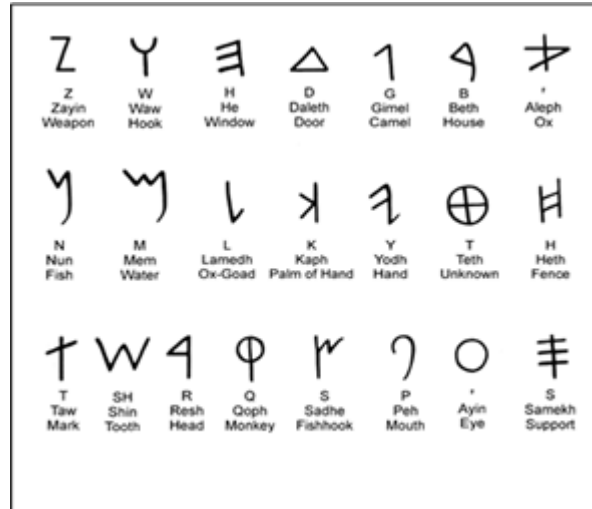 𐤆 𐤅 𐤄 𐤃 𐤂 𐤁 𐤀
Z W H D G B '
Zayin Waw He Daleth Gimel Beth Aleph
Weapon Hook Window Door Camel House Ox
𐤍 𐤌 𐤋 𐤊 𐤉 𐤈 𐤇
N M L K Y T H
Nun Mem Lamedh Kaph Yodh Teth Heth
Fish Water Ox-Goad Palm of Hand Hand Unknown Fence
𐤕 𐤔 𐤓 𐤒 𐤑 𐤐 𐤏 𐤎
T SH R Q S P ' S
Taw Shin Resh Qoph Sadhe Peh Ayin Samekh
Mark Tooth Head Monkey Fishhook Mouth Eye Support